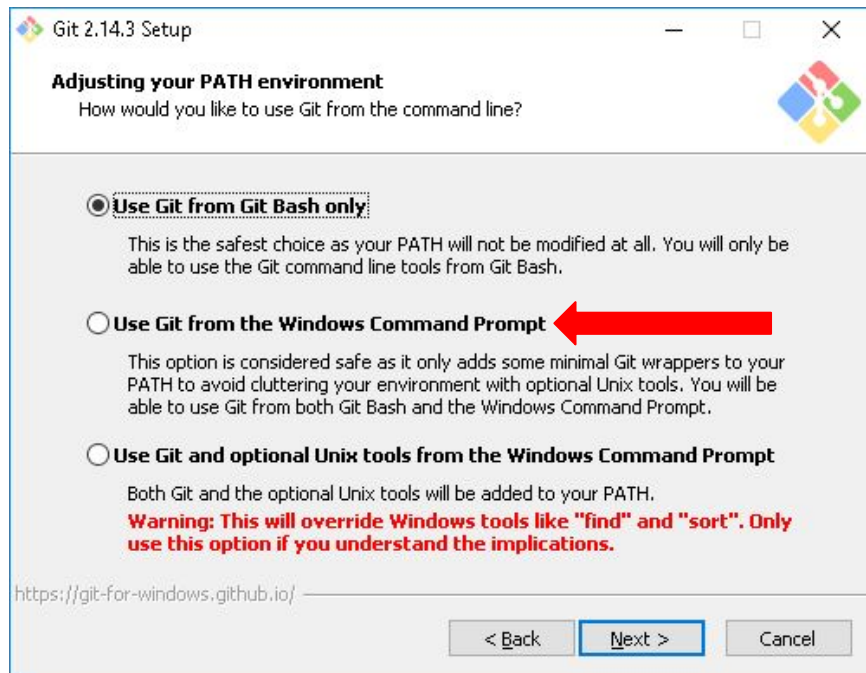 Git 2.14.3 Setup
Adjusting your PATH environment
How would you like to use Git from the command line?
Use Git from Git Bash only
This is the safest choice as your PATH will not be modified at all. You will only be
able to use the Git command line tools from Git Bash.
Use Git from the Windows Command Prompt
This option is considered safe as it only adds some minimal Git wrappers to your
PATH to avoid cluttering your environment with optional Unix tools. You will be
able to use Git from both Git Bash and the Windows Command Prompt.
Use Git and optional Unix tools from the Windows Command Prompt
Both Git and the optional Unix tools will be added to your PATH.
Warning: This will override Windows tools like "find" and "sort". Only
use this option if you understand the implications.
https://git-for-windows.github.io/
< Back Next > Cancel